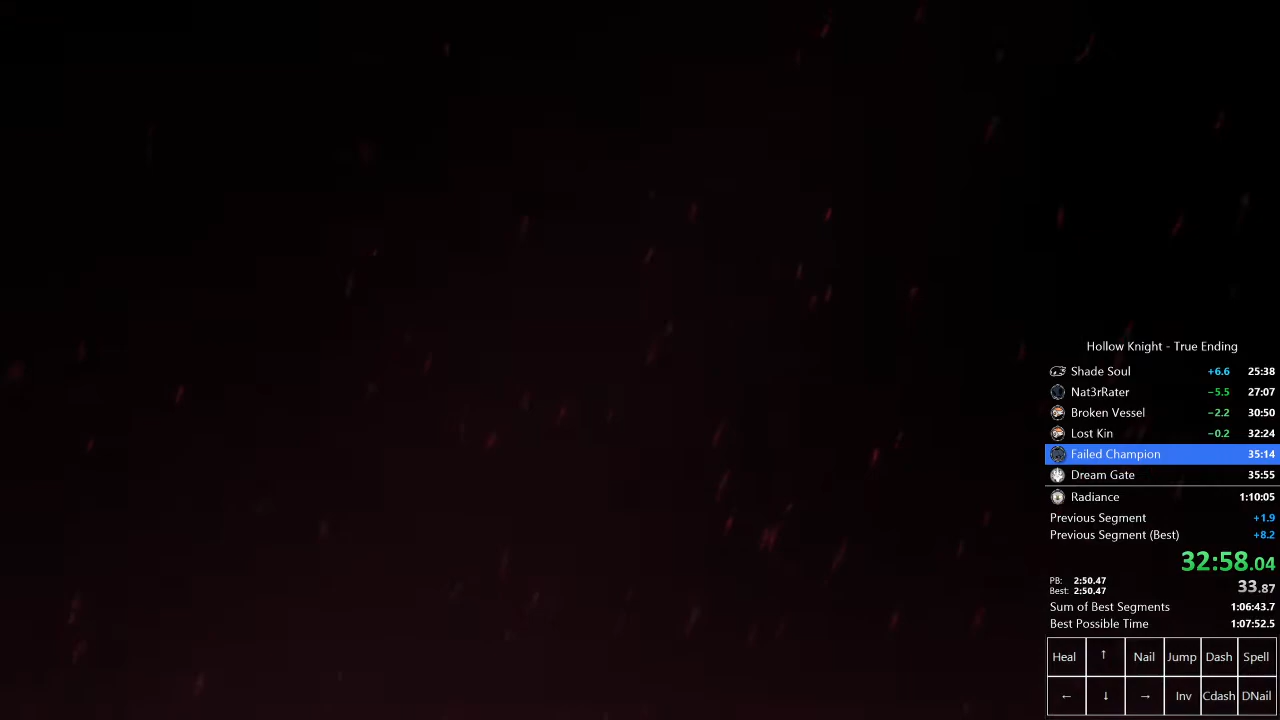 Hollow Knight - True Ending
Shade Soul +6.6 25:38
Nat3rRater −5.5 27:07
Broken Vessel −2.2 30:50
Lost Kin −0.2 32:24
Failed Champion 35:14
Dream Gate 35:55
Radiance 1:10:05
Previous Segment +1.9
Previous Segment (Best) +8.2
32:58.04
PB: 2:50.47
Best: 2:50.47
33.87
Sum of Best Segments 1:06:43.7
Best Possible Time 1:07:52.5
Heal ↑ Nail Jump Dash Spell
← ↓ → Inv Cdash DNail